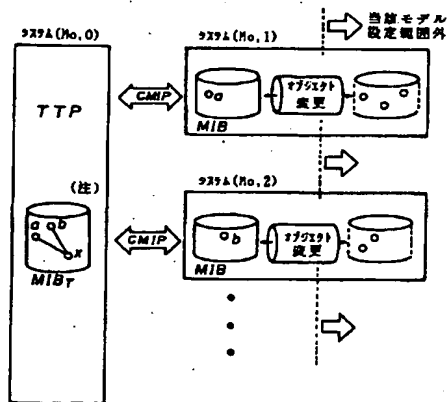 当該モデル
設定範囲外
システム(No,0)
システム(No,1)
TTP
CMIP
a
オブジェクト
変更
MIB
システム(No,2)
(注)
a
b
x
MIBT
CMIP
b
オブジェクト
変更
MIB